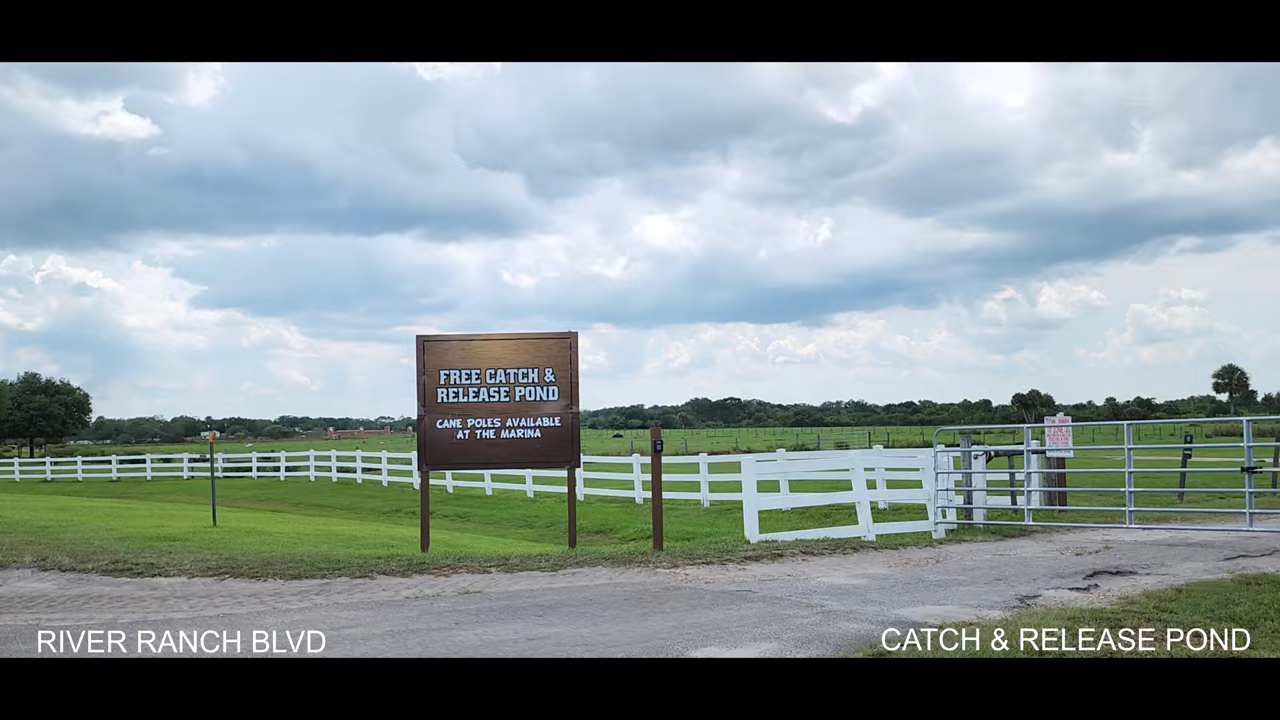 FREE CATCH &
RELEASE POND
CANE POLES AVAILABLE
AT THE MARINA
RIVER RANCH BLVD
CATCH & RELEASE POND